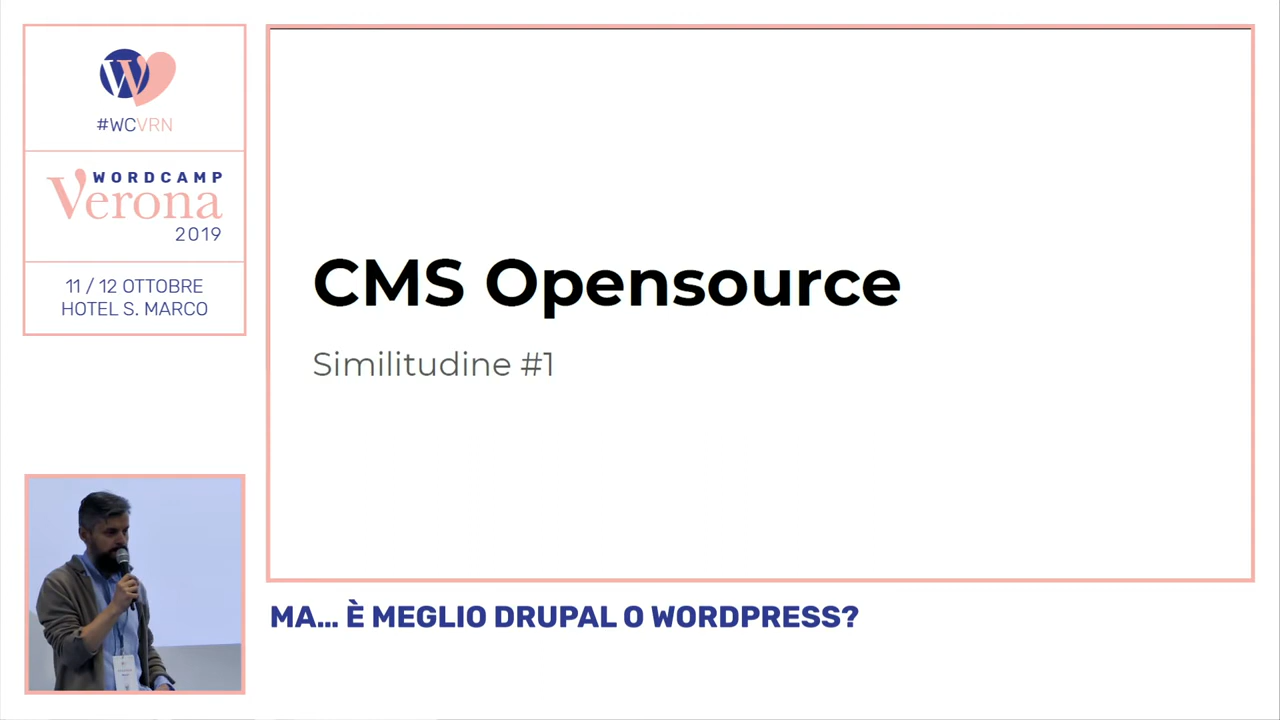 #WCVRN
WORDCAMP
Verona
2019
11 / 12 OTTOBRE
HOTEL S. MARCO
CMS Opensource
Similitudine #1
MA... È MEGLIO DRUPAL O WORDPRESS?